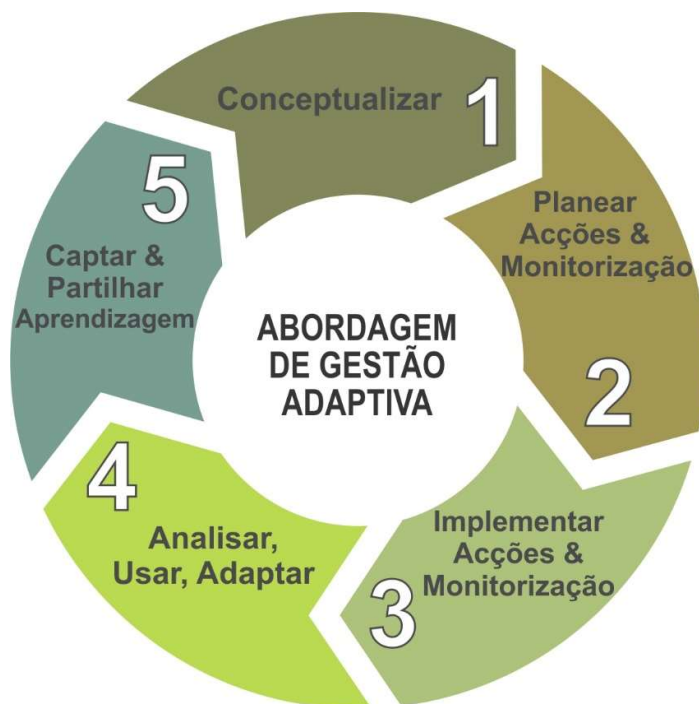 Conceptualizar
1
Planear
Acções &
Monitorização
2
Implementar
Acções &
Monitorização
3
4
Analisar,
Usar, Adaptar
5
Captar &
Partilhar
Aprendizagem
ABORDAGEM
DE GESTÃO
ADAPTIVA